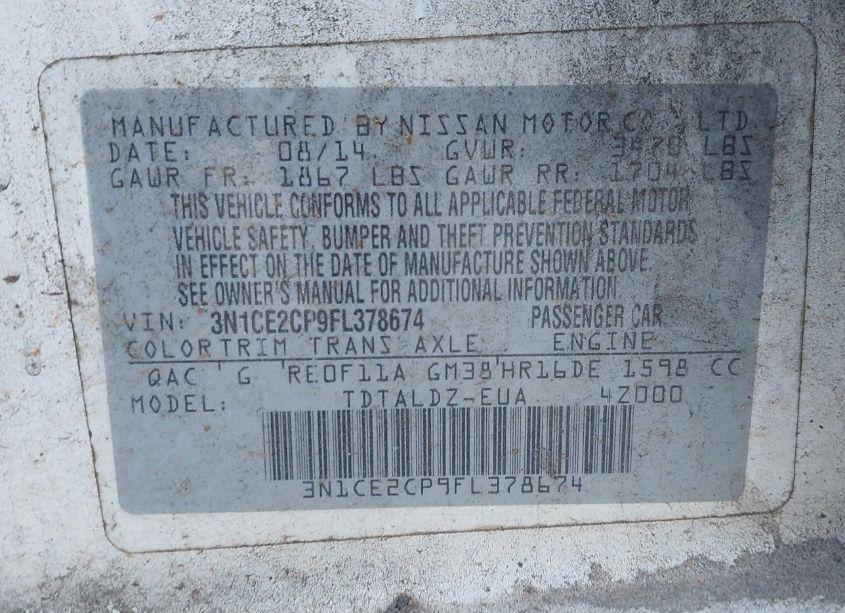 MANUFACTURED BY NISSAN MOTOR CO., LTD.
DATE: 08/14 GVWR: 3470 LBS
GAWR FR: 1867 LBS GAWR RR: 1704 LBS
THIS VEHICLE CONFORMS TO ALL APPLICABLE FEDERAL MOTOR
VEHICLE SAFETY, BUMPER AND THEFT PREVENTION STANDARDS
IN EFFECT ON THE DATE OF MANUFACTURE SHOWN ABOVE.
SEE OWNER'S MANUAL FOR ADDITIONAL INFORMATION
VIN: 3N1CE2CP9FL378674 PASSENGER CAR
COLOR TRIM TRANS AXLE ENGINE
QAC G RE0F11A GM38 HR16DE 1598 CC
MODEL: TDTALDZ-EUA 4Z000
3N1CE2CP9FL378674